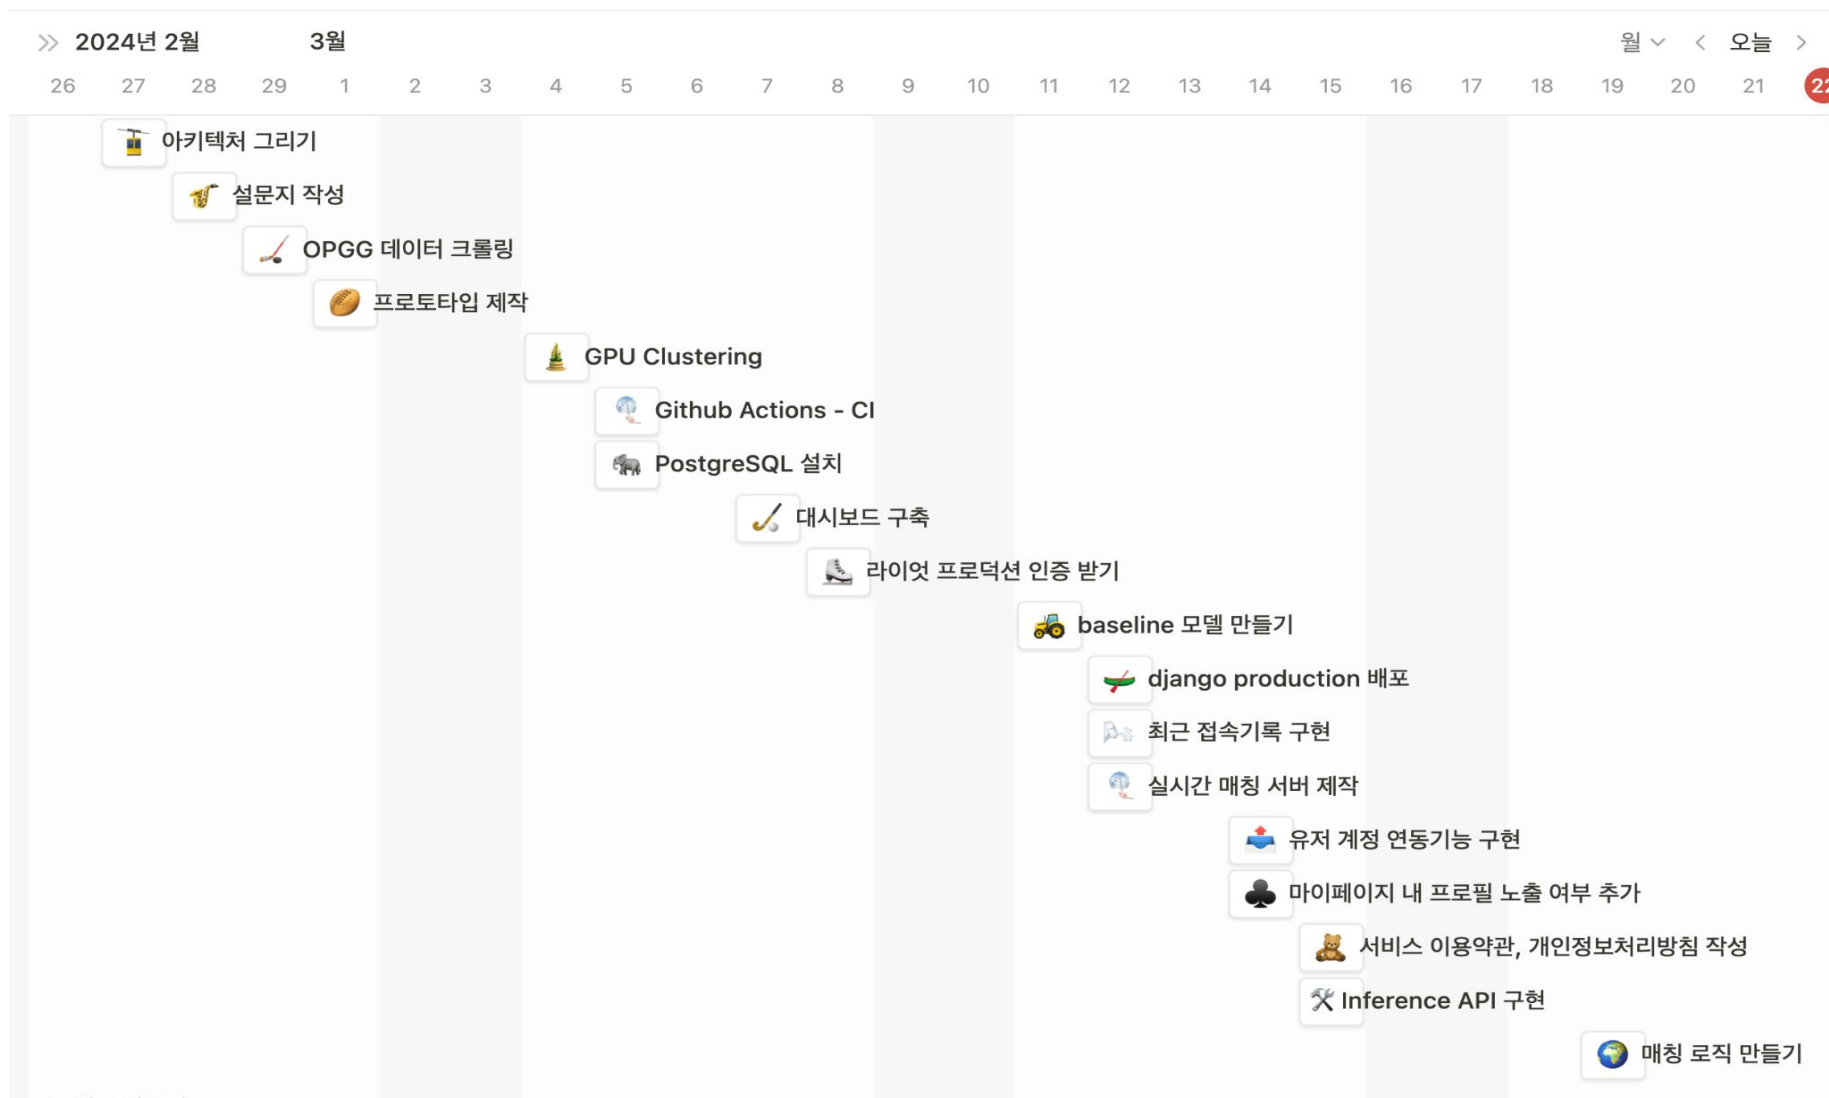 2024년 2월 3월 월 오늘
26 27 28 29 1 2 3 4 5 6 7 8 9 10 11 12 13 14 15 16 17 18 19 20 21 22
아키텍처 그리기
설문지 작성
OPGG 데이터 크롤링
프로토타입 제작
GPU Clustering
Github Actions - CI
PostgreSQL 설치
대시보드 구축
라이엇 프로덕션 인증 받기
baseline 모델 만들기
django production 배포
최근 접속기록 구현
실시간 매칭 서버 제작
유저 계정 연동기능 구현
마이페이지 내 프로필 노출 여부 추가
서비스 이용약관, 개인정보처리방침 작성
Inference API 구현
매칭 로직 만들기